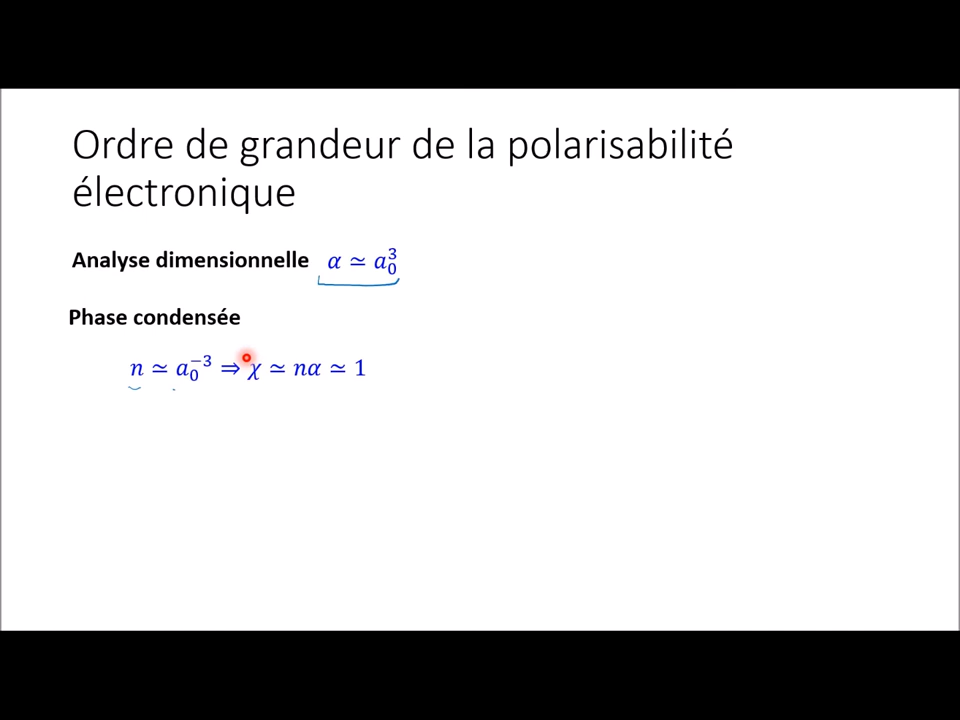 Ordre de grandeur de la polarisabilité
électronique
Analyse dimensionnelle α ≃ a₀³
Phase condensée
n ≃ a₀⁻³ ⇒ χ ≃ nα ≃ 1